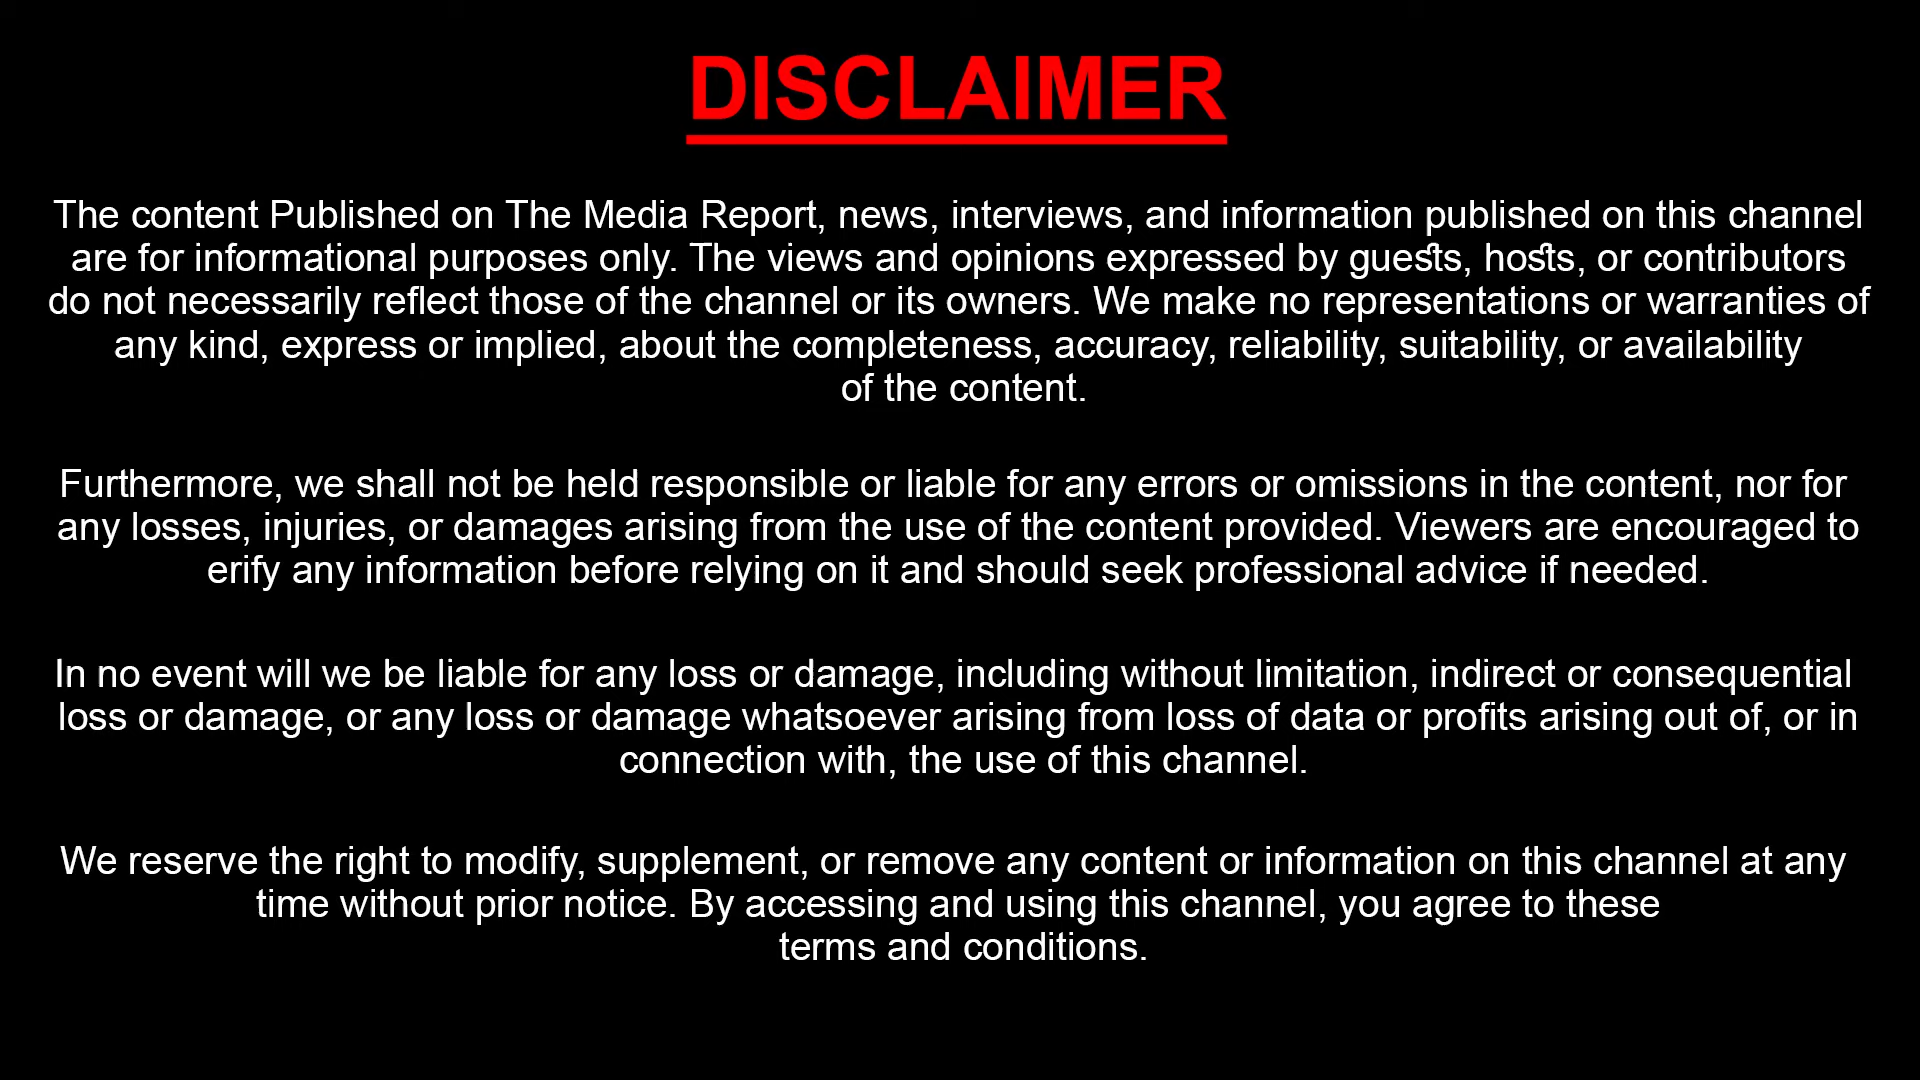 DISCLAIMER
The content Published on The Media Report, news, interviews, and information published on this channel
are for informational purposes only. The views and opinions expressed by guests, hosts, or contributors
do not necessarily reflect those of the channel or its owners. We make no representations or warranties of
any kind, express or implied, about the completeness, accuracy, reliability, suitability, or availability
of the content.
Furthermore, we shall not be held responsible or liable for any errors or omissions in the content, nor for
any losses, injuries, or damages arising from the use of the content provided. Viewers are encouraged to
erify any information before relying on it and should seek professional advice if needed.
In no event will we be liable for any loss or damage, including without limitation, indirect or consequential
loss or damage, or any loss or damage whatsoever arising from loss of data or profits arising out of, or in
connection with, the use of this channel.
We reserve the right to modify, supplement, or remove any content or information on this channel at any
time without prior notice. By accessing and using this channel, you agree to these
terms and conditions.